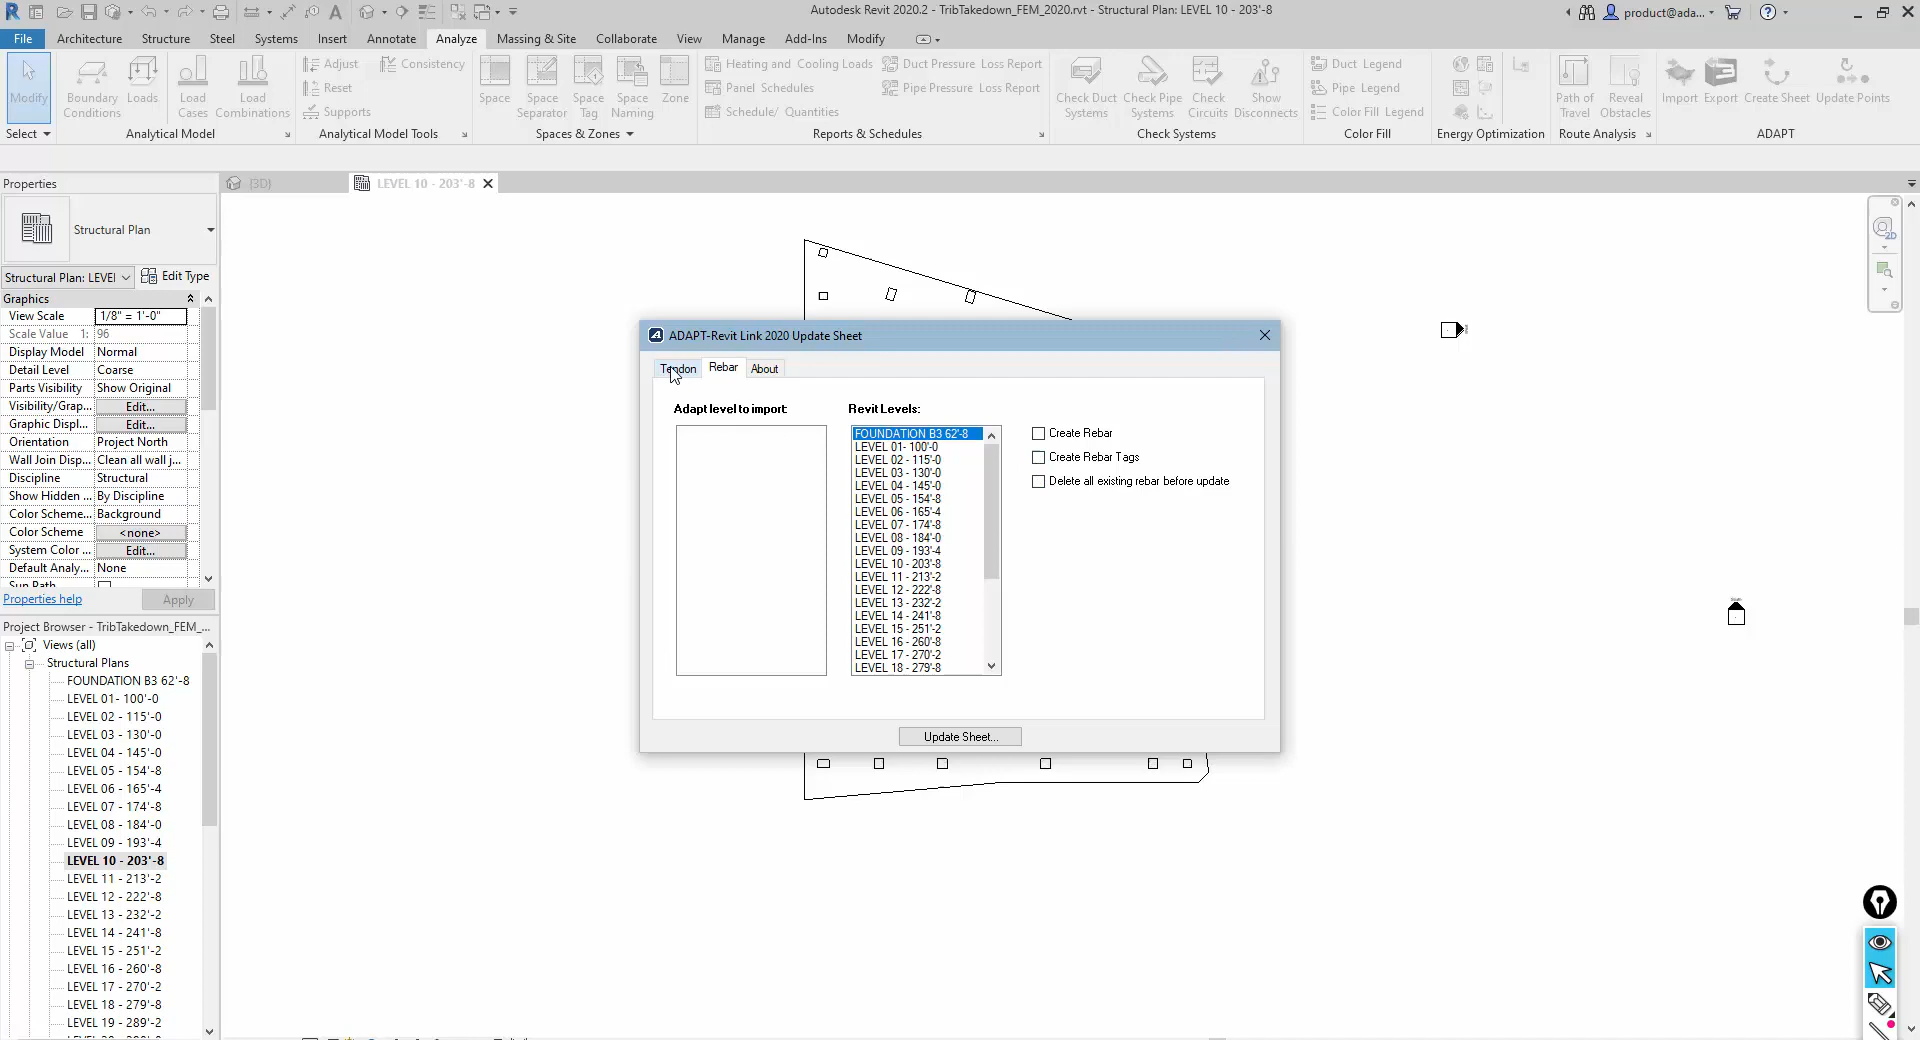 Autodesk Revit 2020.2 - TribTakedown_FEM_2020.rvt - Structural Plan: LEVEL 10 - 203'-8
product@ada...
File Architecture Structure Steel Systems Insert Annotate Analyze Massing & Site Collaborate View Manage Add-Ins Modify
Modify
Boundary Conditions
Loads
Load Cases
Load Combinations
Adjust
Consistency
Reset
Supports
Space
Space Separator
Space Tag
Space Naming
Zone
Heating and Cooling Loads
Duct Pressure Loss Report
Panel Schedules
Pipe Pressure Loss Report
Schedule/ Quantities
Check Duct Systems
Check Pipe Systems
Check Circuits
Show Disconnects
Duct Legend
Pipe Legend
Color Fill Legend
Path of Travel
Reveal Obstacles
Import
Export
Create Sheet
Update Points
Select
Analytical Model
Analytical Model Tools
Spaces & Zones
Reports & Schedules
Check Systems
Color Fill
Energy Optimization
Route Analysis
ADAPT
Properties
{3D}
LEVEL 10 - 203'-8
Structural Plan
Structural Plan: LEVEI
Edit Type
Graphics
View Scale 1/8" = 1'-0"
Scale Value 1: 96
Display Model Normal
Detail Level Coarse
Parts Visibility Show Original
Visibility/Grap... Edit...
Graphic Displ... Edit...
Orientation Project North
Wall Join Disp... Clean all wall j...
Discipline Structural
Show Hidden ... By Discipline
Color Scheme... Background
Color Scheme <none>
System Color ... Edit...
Default Analy... None
Sun Path
Properties help
Apply
Project Browser - TribTakedown_FEM_...
Views (all)
Structural Plans
FOUNDATION B3 62'-8
LEVEL 01- 100'-0
LEVEL 02 - 115'-0
LEVEL 03 - 130'-0
LEVEL 04 - 145'-0
LEVEL 05 - 154'-8
LEVEL 06 - 165'-4
LEVEL 07 - 174'-8
LEVEL 08 - 184'-0
LEVEL 09 - 193'-4
LEVEL 10 - 203'-8
LEVEL 11 - 213'-2
LEVEL 12 - 222'-8
LEVEL 13 - 232'-2
LEVEL 14 - 241'-8
LEVEL 15 - 251'-2
LEVEL 16 - 260'-8
LEVEL 17 - 270'-2
LEVEL 18 - 279'-8
LEVEL 19 - 289'-2
ADAPT-Revit Link 2020 Update Sheet
Tendon Rebar About
Adapt level to import:
Revit Levels:
FOUNDATION B3 62'-8
LEVEL 01- 100'-0
LEVEL 02 - 115'-0
LEVEL 03 - 130'-0
LEVEL 04 - 145'-0
LEVEL 05 - 154'-8
LEVEL 06 - 165'-4
LEVEL 07 - 174'-8
LEVEL 08 - 184'-0
LEVEL 09 - 193'-4
LEVEL 10 - 203'-8
LEVEL 11 - 213'-2
LEVEL 12 - 222'-8
LEVEL 13 - 232'-2
LEVEL 14 - 241'-8
LEVEL 15 - 251'-2
LEVEL 16 - 260'-8
LEVEL 17 - 270'-2
LEVEL 18 - 279'-8
Create Rebar
Create Rebar Tags
Delete all existing rebar before update
Update Sheet...
2D